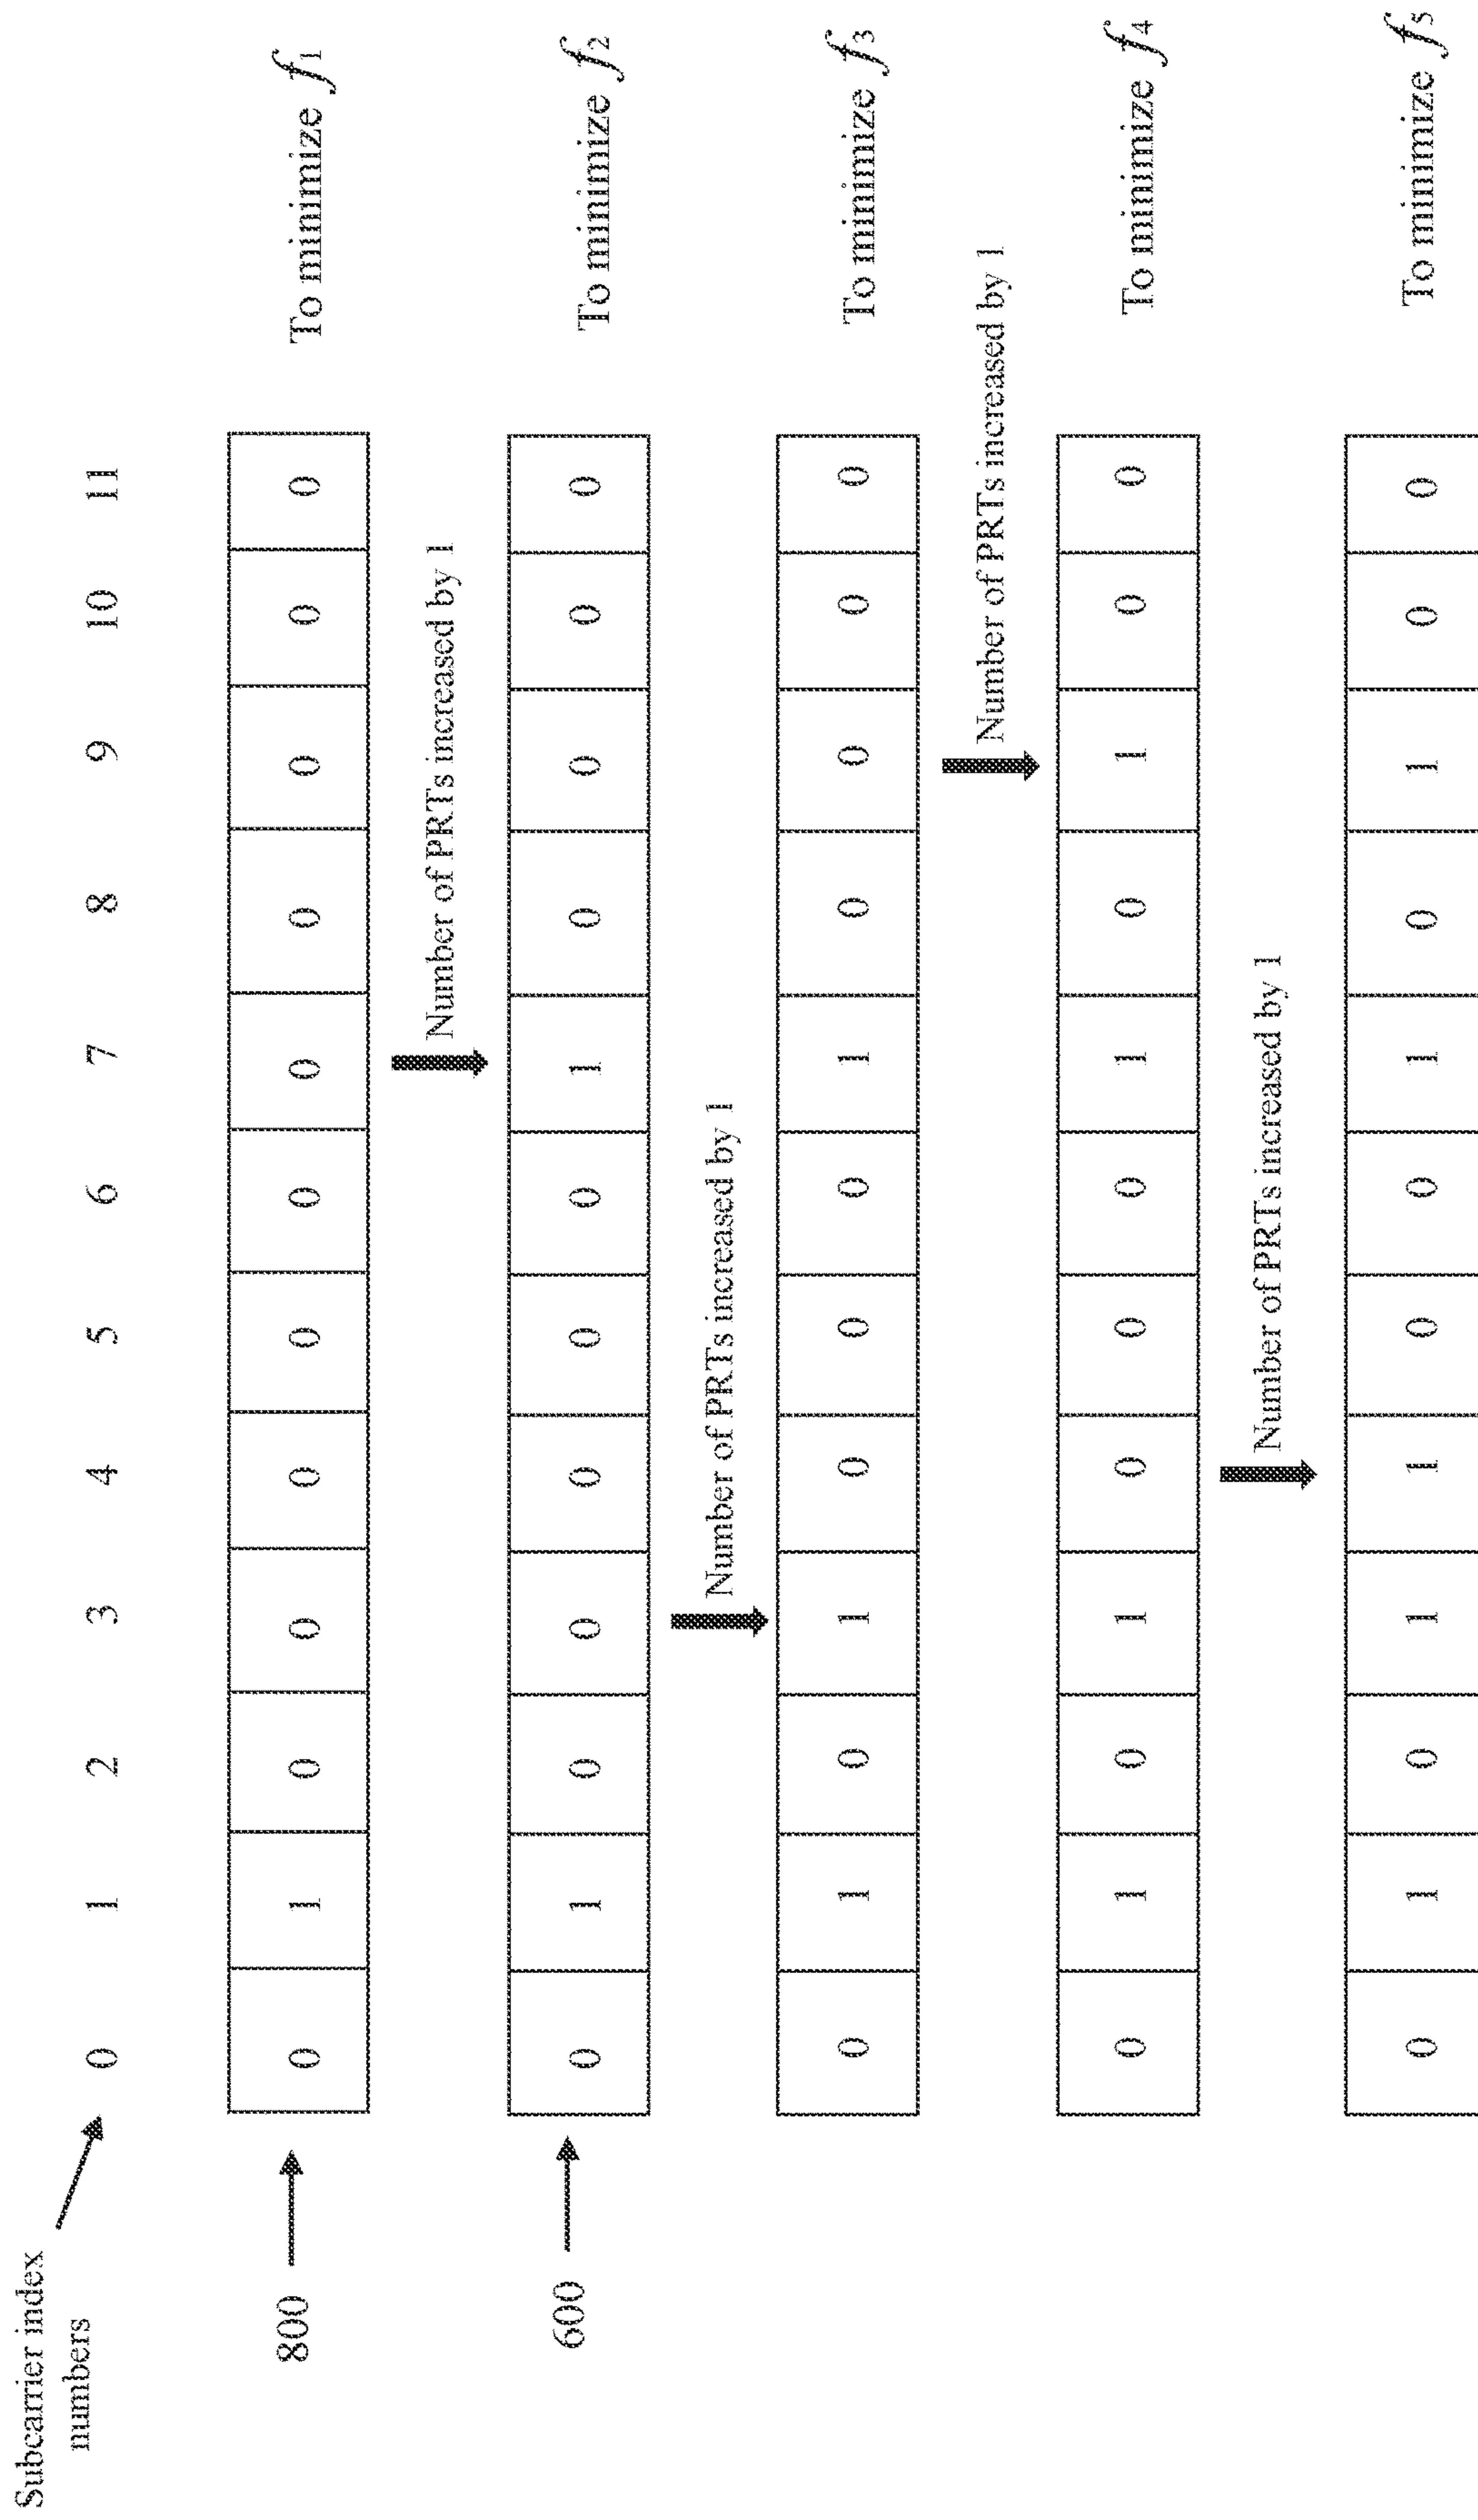 Subcarrier index
numbers
0 1 2 3 4 5 6 7 8 9 10 11
800
0 1 0 0 0 0 0 0 0 0 0 0
To minimize f1
Number of PRTs increased by 1
600
0 1 0 0 0 0 0 1 0 0 0 0
To minimize f2
Number of PRTs increased by 1
0 1 0 1 0 0 0 1 0 0 0 0
To minimize f3
Number of PRTs increased by 1
0 1 0 1 0 0 0 1 0 1 0 0
To minimize f4
Number of PRTs increased by 1
0 1 0 1 1 0 0 1 0 1 0 0
To minimize f5